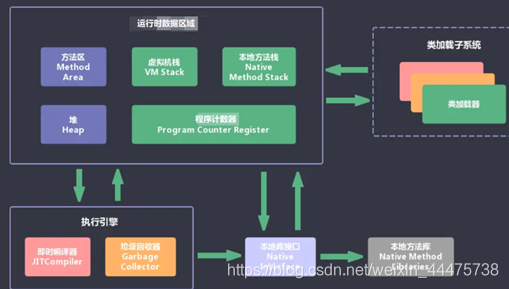 运行时数据区域
方法区
Method
Area
虚拟机栈
VM Stack
本地方法栈
Native
Method Stack
堆
Heap
程序计数器
Program Counter Register
类加载子系统
类加载器
执行引擎
即时编译器
JITCompiler
垃圾回收器
Garbage
Collector
本地库接口
Native
Interface
本地方法库
Native Method
Libraries
https://blog.csdn.net/weixin_44475738